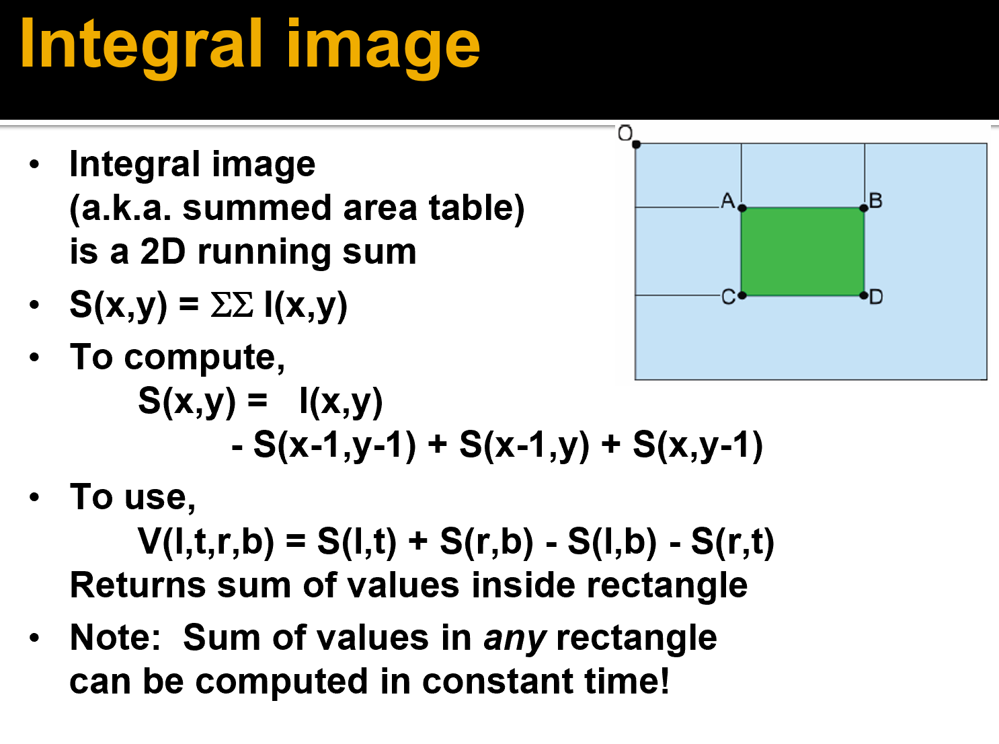 Integral image
• Integral image
(a.k.a. summed area table)
is a 2D running sum
• S(x,y) = ΣΣ I(x,y)
• To compute,
S(x,y) = I(x,y)
- S(x-1,y-1) + S(x-1,y) + S(x,y-1)
• To use,
V(l,t,r,b) = S(l,t) + S(r,b) - S(l,b) - S(r,t)
Returns sum of values inside rectangle
• Note: Sum of values in any rectangle
can be computed in constant time!
O
A B
C D